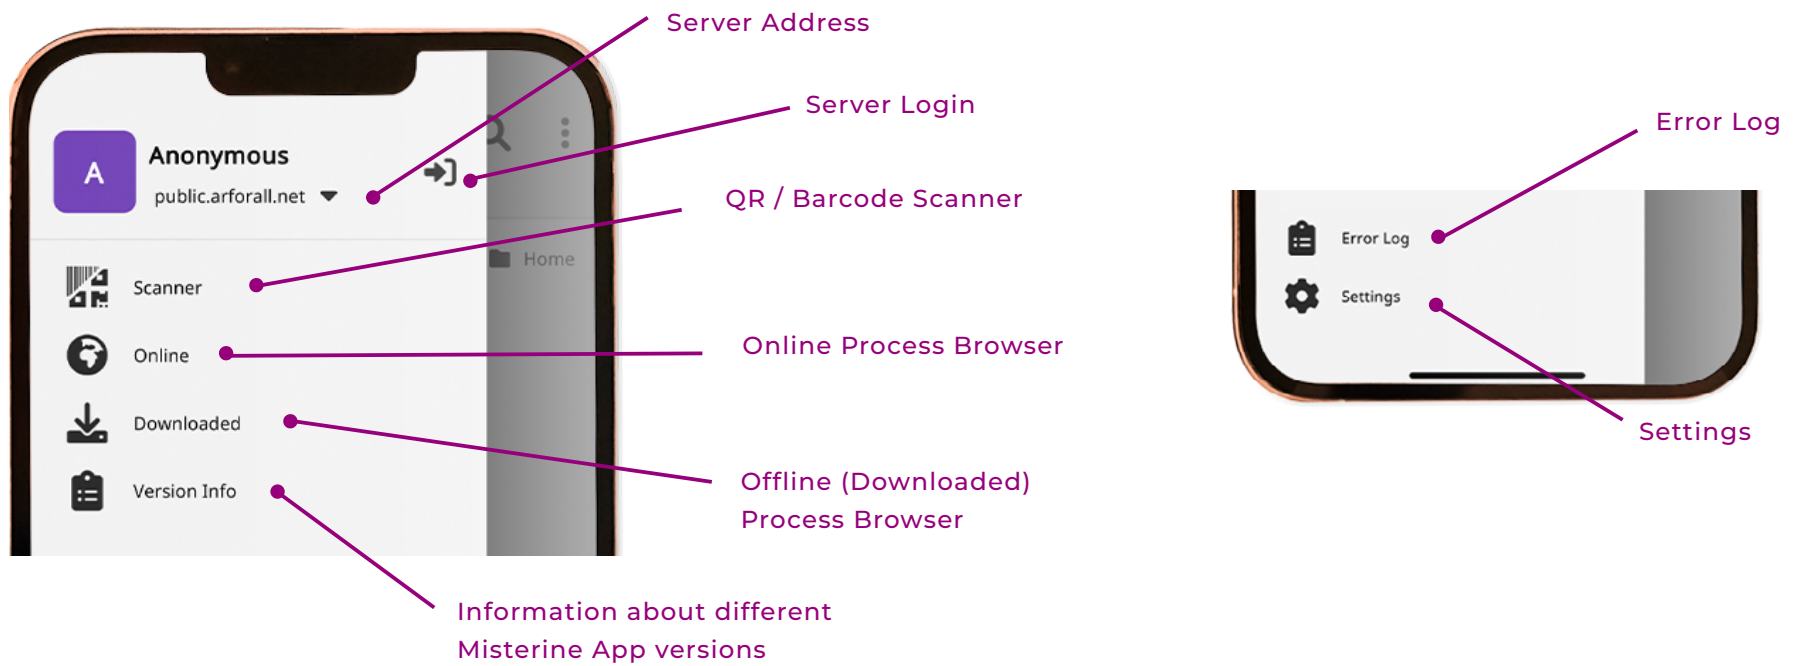 Server Address
Server Login
Anonymous
A
public.arforall.net
QR / Barcode Scanner
Home
Scanner
Online
Online Process Browser
Downloaded
Offline (Downloaded)
Process Browser
Version Info
Information about different
Misterine App versions
Error Log
Error Log
Settings
Settings